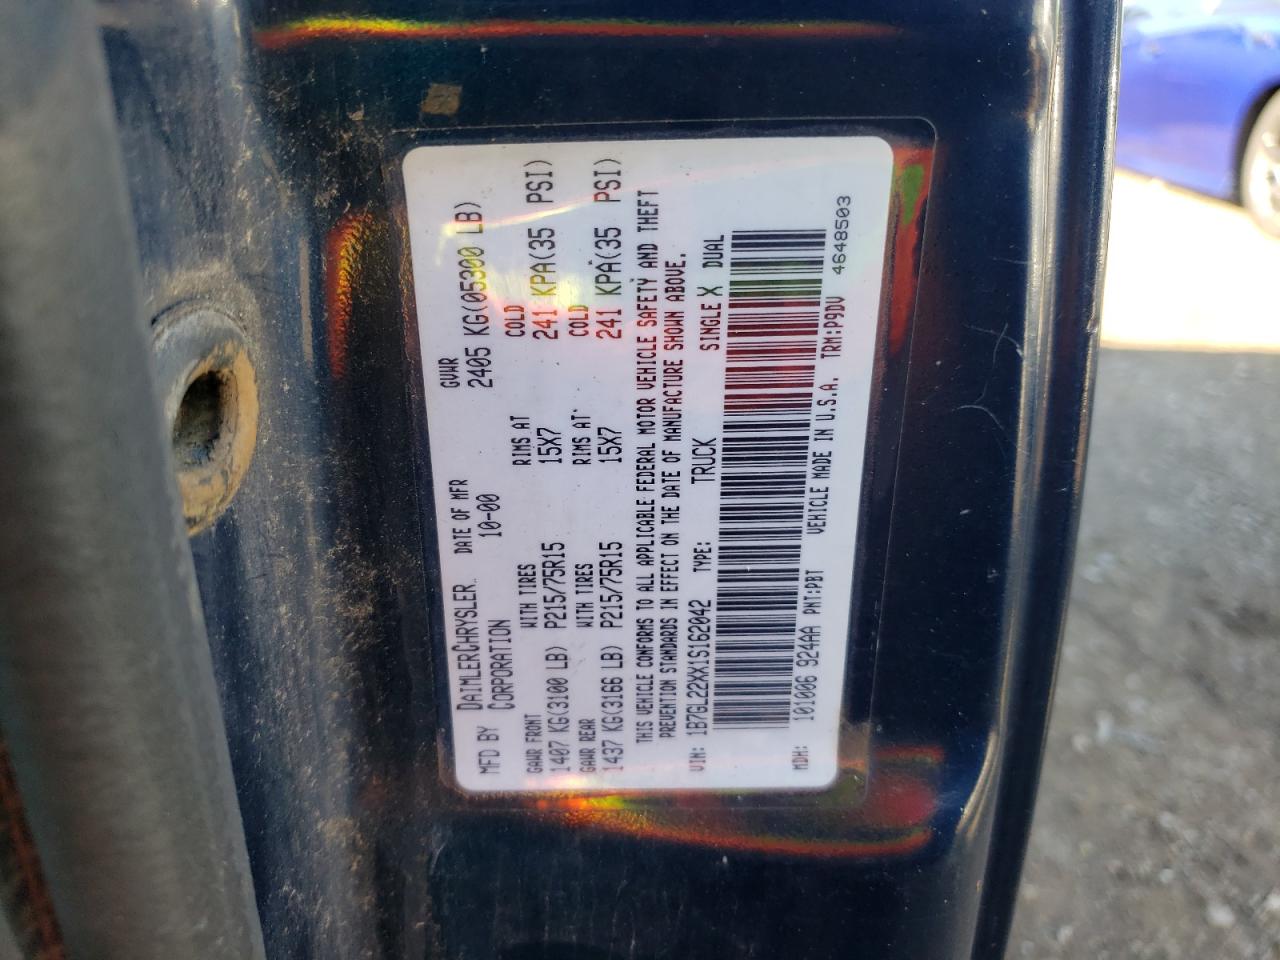 MFD BY DAIMLERCHRYSLER CORPORATION DATE OF MFR 10-00 GVWR 2405 KG(05300 LB)
GAWR FRONT WITH TIRES RIMS AT COLD
1407 KG(3100 LB) P215/75R15 15X7 241 KPA(35 PSI)
GAWR REAR WITH TIRES RIMS AT COLD
1437 KG(3166 LB) P215/75R15 15X7 241 KPA(35 PSI)
THIS VEHICLE CONFORMS TO ALL APPLICABLE FEDERAL MOTOR VEHICLE SAFETY AND THEFT
PREVENTION STANDARDS IN EFFECT ON THE DATE OF MANUFACTURE SHOWN ABOVE.
VIN: 1B7GL22XX1S162042 TYPE: TRUCK SINGLE X DUAL
MDH: 101006 924AA PNT:PBT VEHICLE MADE IN U.S.A. TRM:P9DV 4648503